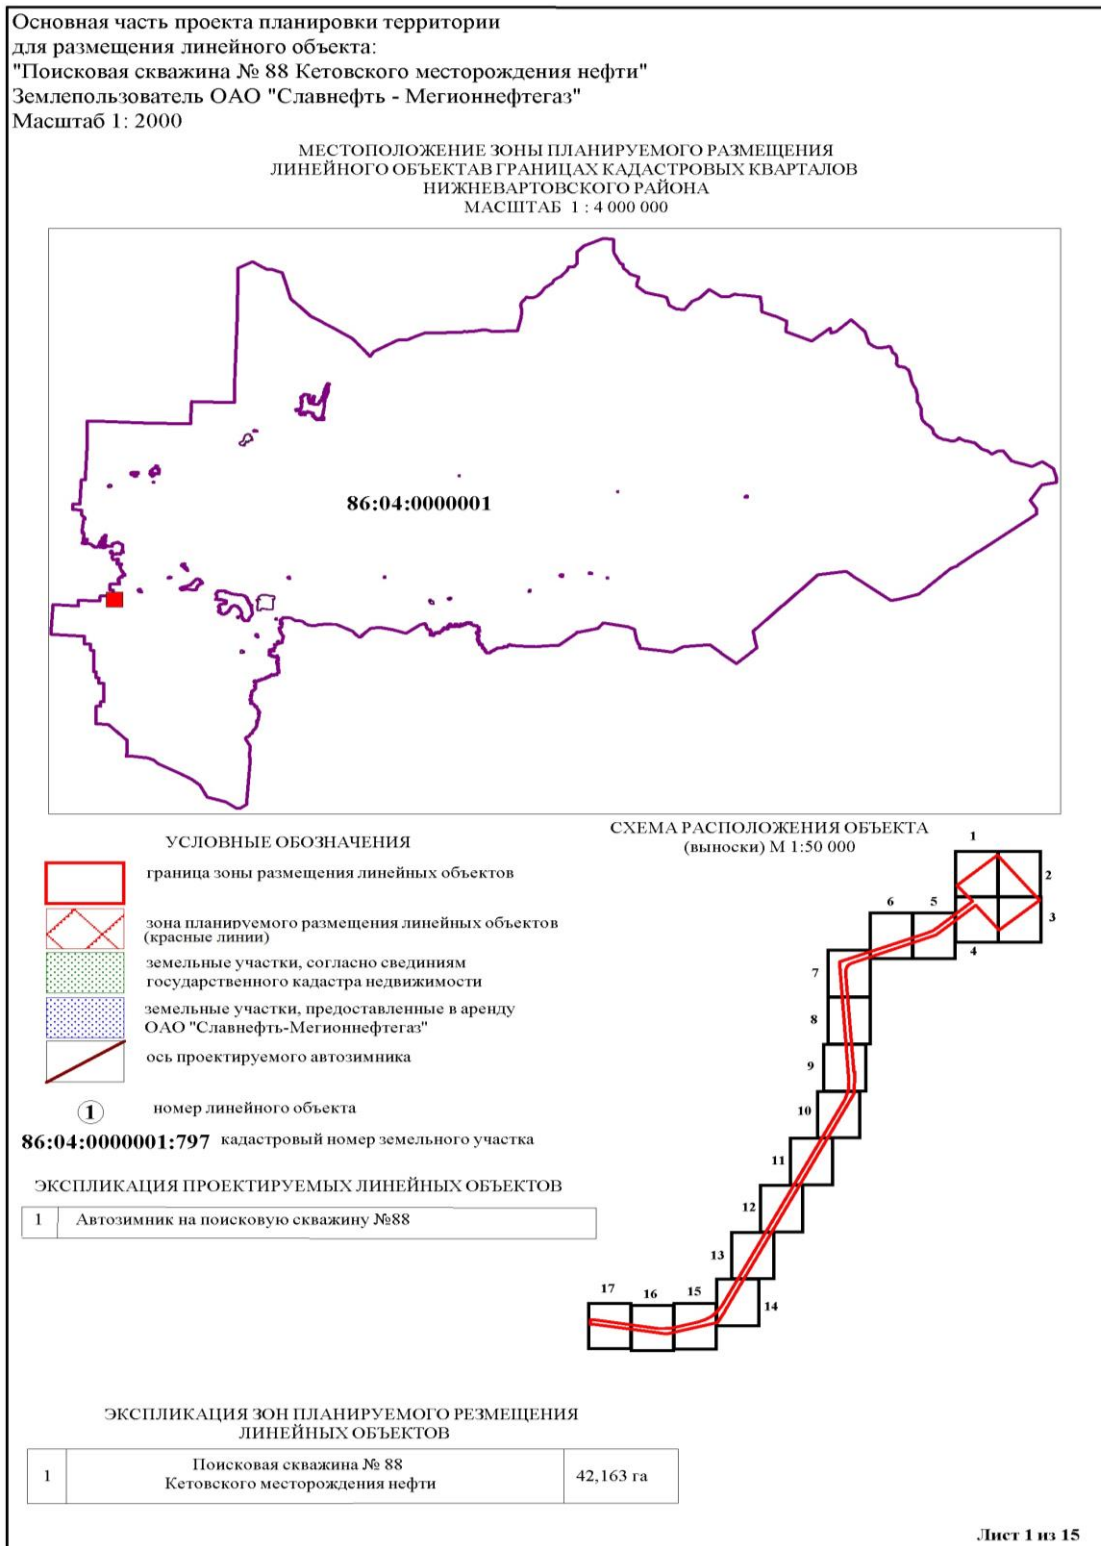 Основная часть проекта планировки территории
для размещения линейного объекта:
"Поисковая скважина № 88 Кетовского месторождения нефти"
Землепользователь ОАО "Славнефть - Мегионнефтегаз"
Масштаб 1: 2000
МЕСТОПОЛОЖЕНИЕ ЗОНЫ ПЛАНИРУЕМОГО РАЗМЕЩЕНИЯ
ЛИНЕЙНОГО ОБЪЕКТАВ ГРАНИЦАХ КАДАСТРОВЫХ КВАРТАЛОВ
НИЖНЕВАРТОВСКОГО РАЙОНА
МАСШТАБ 1 : 4 000 000
86:04:0000001
УСЛОВНЫЕ ОБОЗНАЧЕНИЯ
граница зоны размещения линейных объектов
зона планируемого размещения линейных объектов
(красные линии)
земельные участки, согласно сведениям
государственного кадастра недвижимости
земельные участки, предоставленные в аренду
ОАО "Славнефть-Мегионнефтегаз"
ось проектируемого автозимника
1 номер линейного объекта
86:04:0000001:797 кадастровый номер земельного участка
ЭКСПЛИКАЦИЯ ПРОЕКТИРУЕМЫХ ЛИНЕЙНЫХ ОБЪЕКТОВ
1 Автозимник на поисковую скважину №88
СХЕМА РАСПОЛОЖЕНИЯ ОБЪЕКТА
(выноски) М 1:50 000
1
2
3
4
5
6
7
8
9
10
11
12
13
14
15
16
17
ЭКСПЛИКАЦИЯ ЗОН ПЛАНИРУЕМОГО РЕЗМЕЩЕНИЯ
ЛИНЕЙНЫХ ОБЪЕКТОВ
1 Поисковая скважина № 88 42,163 га
Кетовского месторождения нефти
Лист 1 из 15